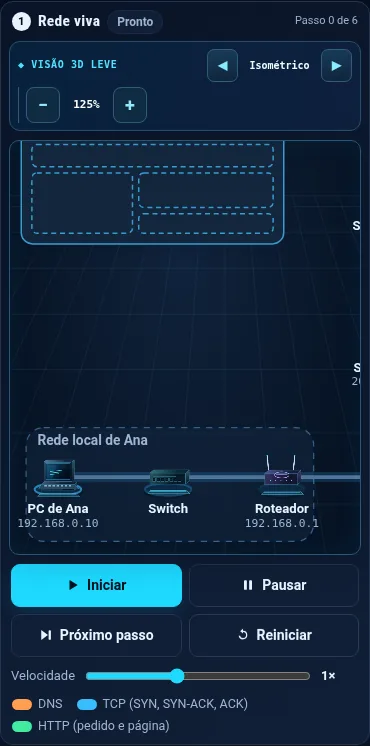 1 Rede viva Pronto Passo 0 de 6
VISÃO 3D LEVE Isométrico
125%
Rede local de Ana
PC de Ana Switch Roteador
192.168.0.10 192.168.0.1
Iniciar Pausar
Próximo passo Reiniciar
Velocidade 1×
DNS TCP (SYN, SYN-ACK, ACK)
HTTP (pedido e página)